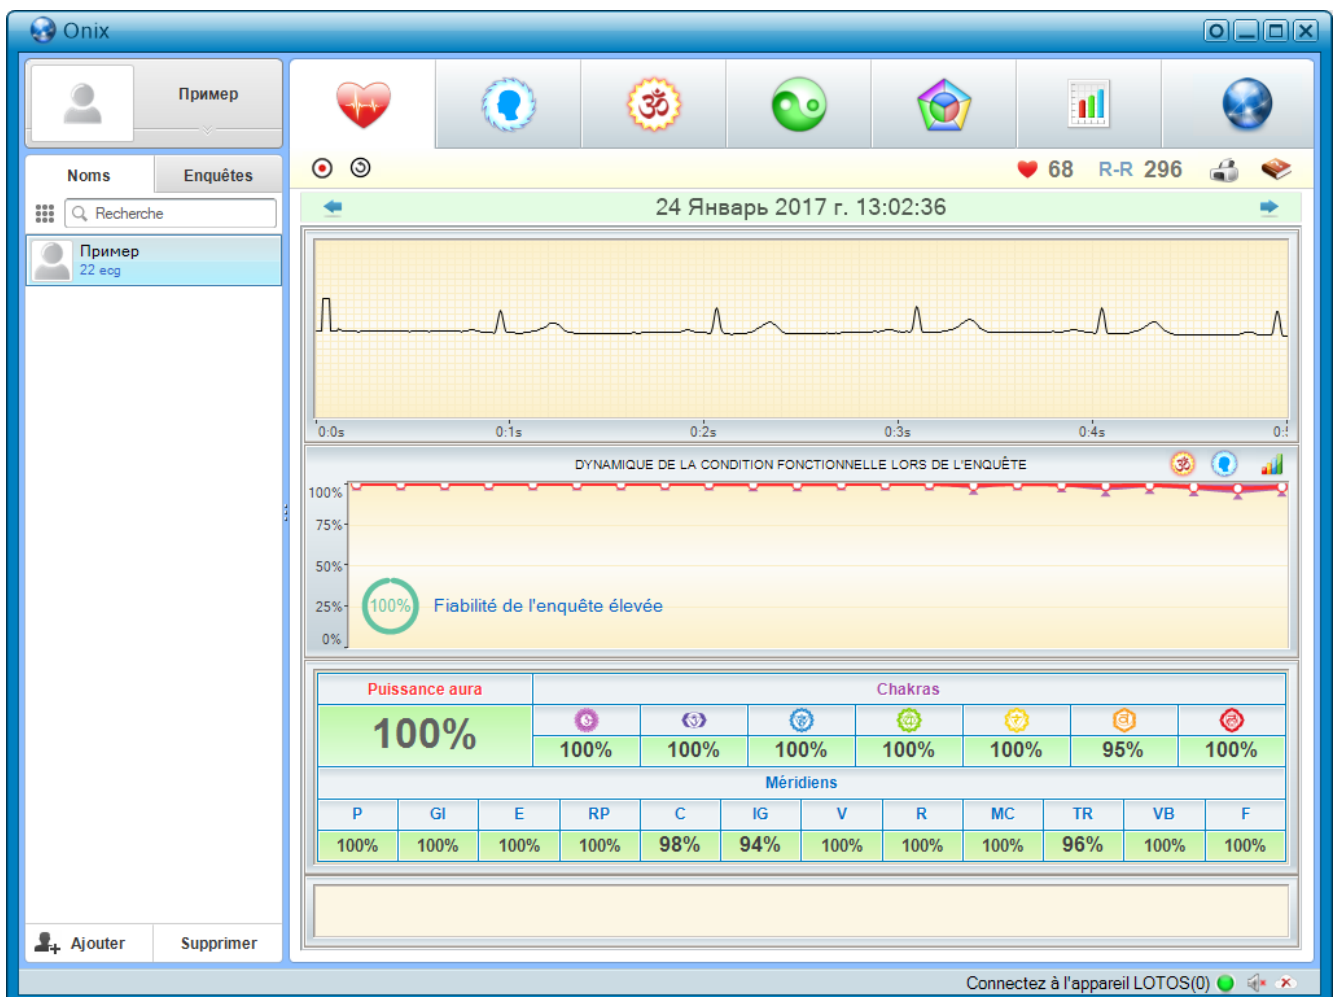 Onix
Пример
Noms
Enquêtes
Recherche
Пример
22 ecg
68 R-R 296
24 Январь 2017 г. 13:02:36
0:0s 0:1s 0:2s 0:3s 0:4s
DYNAMIQUE DE LA CONDITION FONCTIONNELLE LORS DE L'ENQUÊTE
100%
75%
50%
25%
0%
100% Fiabilité de l'enquête élevée
Puissance aura Chakras
100%
100% 100% 100% 100% 100% 95% 100%
Méridiens
P GI E RP C IG V R MC TR VB F
100% 100% 100% 100% 98% 94% 100% 100% 100% 96% 100% 100%
Ajouter Supprimer
Connectez à l'appareil LOTOS(0)